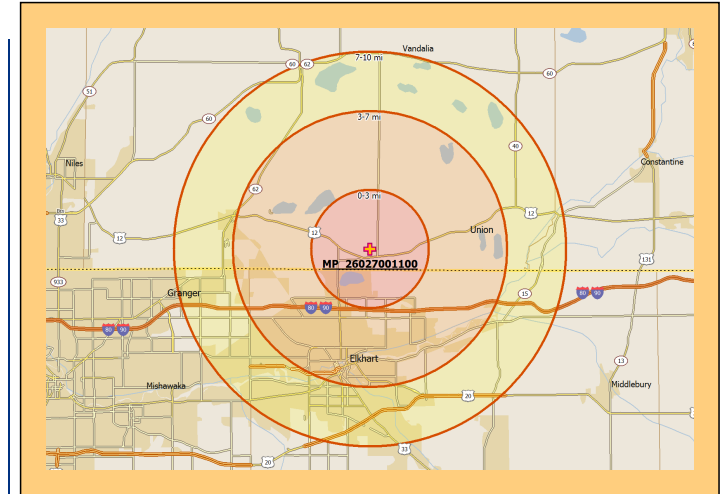 Vandalia
7-10 mi
60 62
60
51
60
3-7 mi
40
Niles
Constantine
62
0-3 mi
12
33
12
12
Union
MP_26027001100
131
933
Granger
80 90
15
80 90
80 90
13
Elkhart
Mishawaka
Middlebury
20
33
20